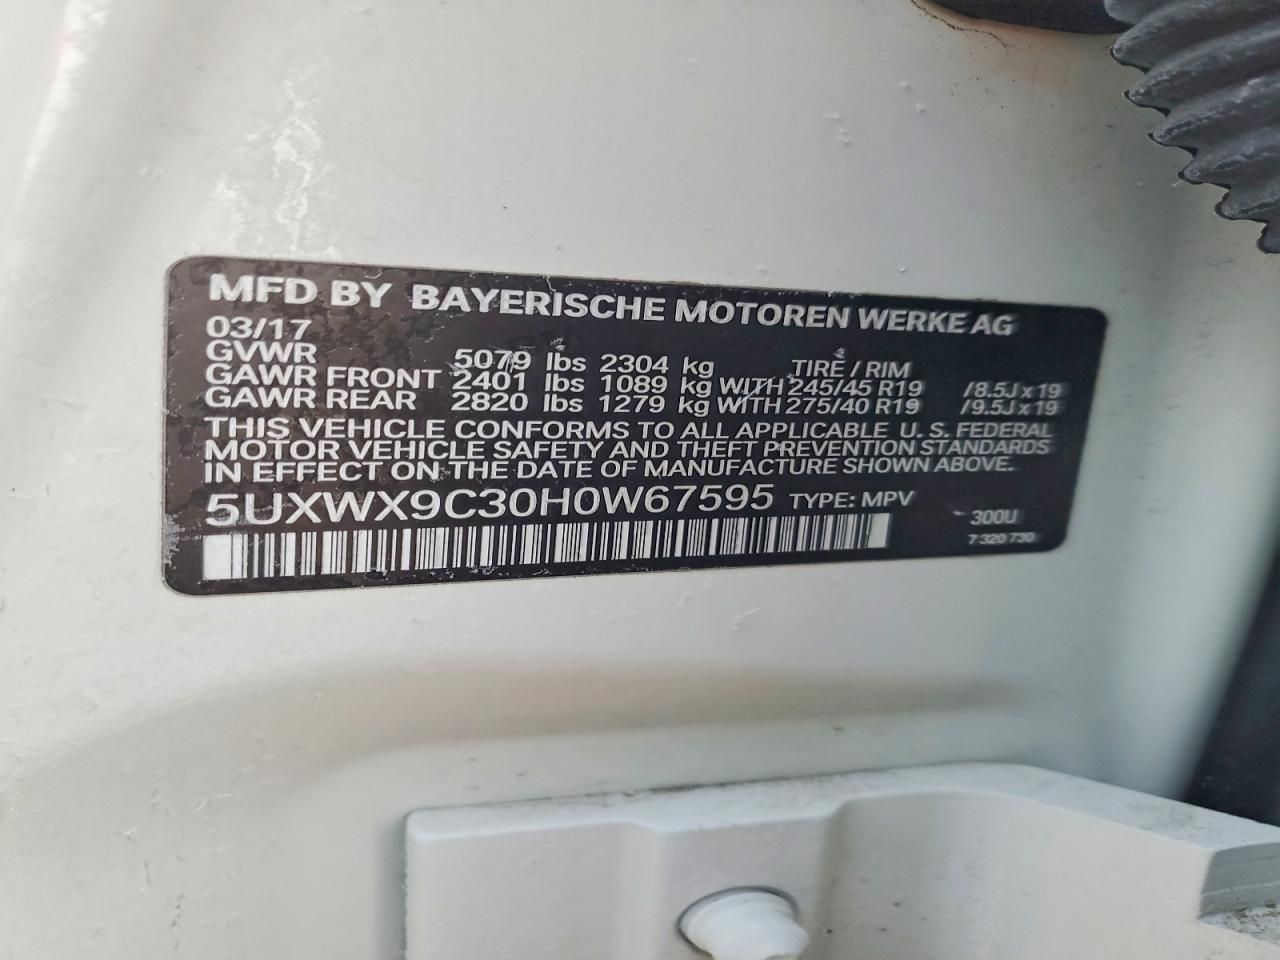 MFD BY BAYERISCHE MOTOREN WERKE AG
03/17
GVWR 5079 lbs 2304 kg TIRE / RIM
GAWR FRONT 2401 lbs 1089 kg WITH 245/45 R19 /8.5J x 19
GAWR REAR 2820 lbs 1279 kg WITH 275/40 R19 /9.5J x 19
THIS VEHICLE CONFORMS TO ALL APPLICABLE U. S. FEDERAL
MOTOR VEHICLE SAFETY AND THEFT PREVENTION STANDARDS
IN EFFECT ON THE DATE OF MANUFACTURE SHOWN ABOVE.
5UXWX9C30H0W67595 TYPE: MPV
300U
7 320 730